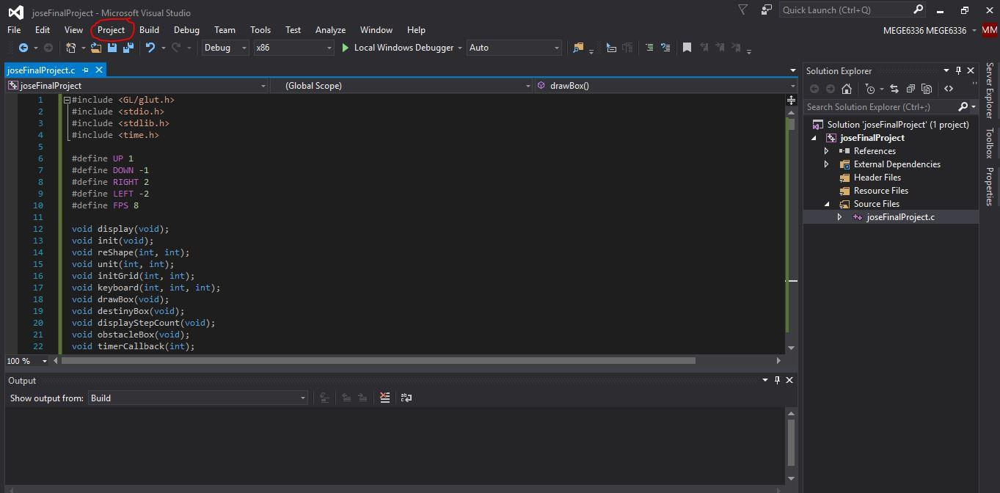 joseFinalProject - Microsoft Visual Studio
Quick Launch (Ctrl+Q)
File Edit View Project Build Debug Team Tools Test Analyze Window Help
MEGE6336 MEGE6336 MM
Debug x86 Local Windows Debugger Auto
joseFinalProject.c
joseFinalProject (Global Scope) drawBox()
1 #include <GL/glut.h>
2 #include <stdio.h>
3 #include <stdlib.h>
4 #include <time.h>
5
6 #define UP 1
7 #define DOWN -1
8 #define RIGHT 2
9 #define LEFT -2
10 #define FPS 8
11
12 void display(void);
13 void init(void);
14 void reShape(int, int);
15 void unit(int, int);
16 void initGrid(int, int);
17 void keyboard(int, int, int);
18 void drawBox(void);
19 void destinyBox(void);
20 void displayStepCount(void);
21 void obstacleBox(void);
22 void timerCallback(int);
100 %
Output
Show output from: Build
Solution Explorer
Search Solution Explorer (Ctrl+;)
Solution 'joseFinalProject' (1 project)
joseFinalProject
References
External Dependencies
Header Files
Resource Files
Source Files
joseFinalProject.c
Server Explorer
Toolbox
Properties